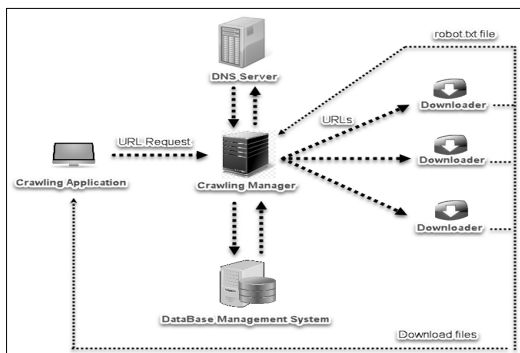 robot.txt file
DNS Server
URLs
Downloader
URL Request
Downloader
Crawling Application
Crawling Manager
Downloader
DataBase Management System
Download files